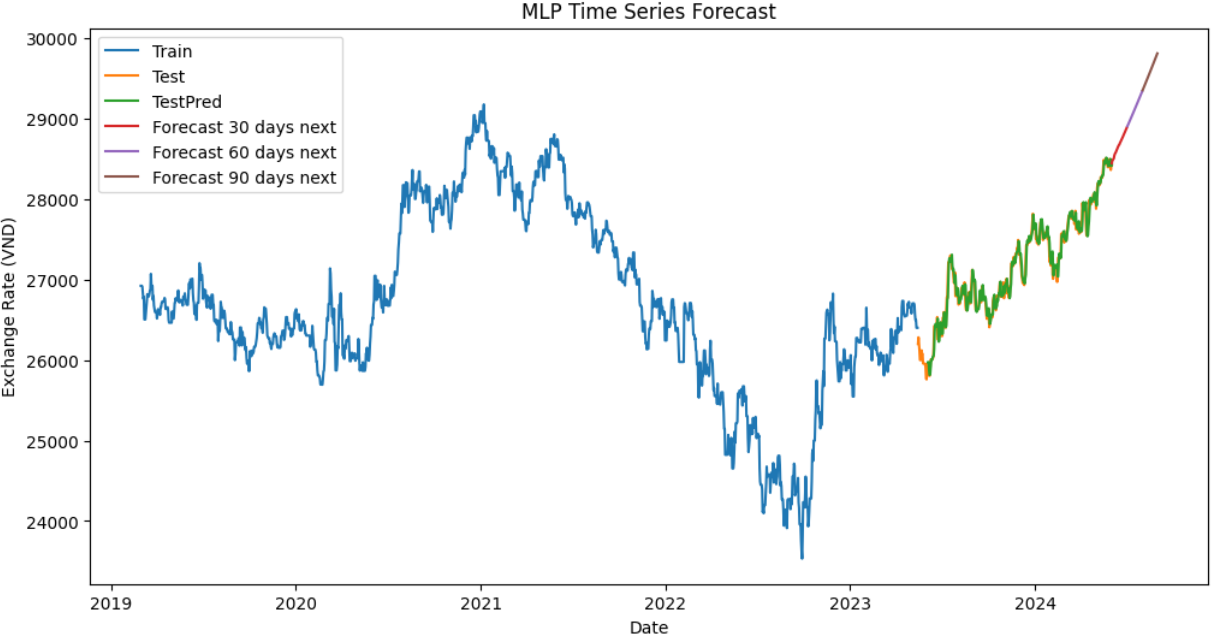 MLP Time Series Forecast
30000
29000
28000
27000
26000
25000
24000
Exchange Rate (VND)
Train
Test
TestPred
Forecast 30 days next
Forecast 60 days next
Forecast 90 days next
2019
2020
2021
2022
2023
2024
Date